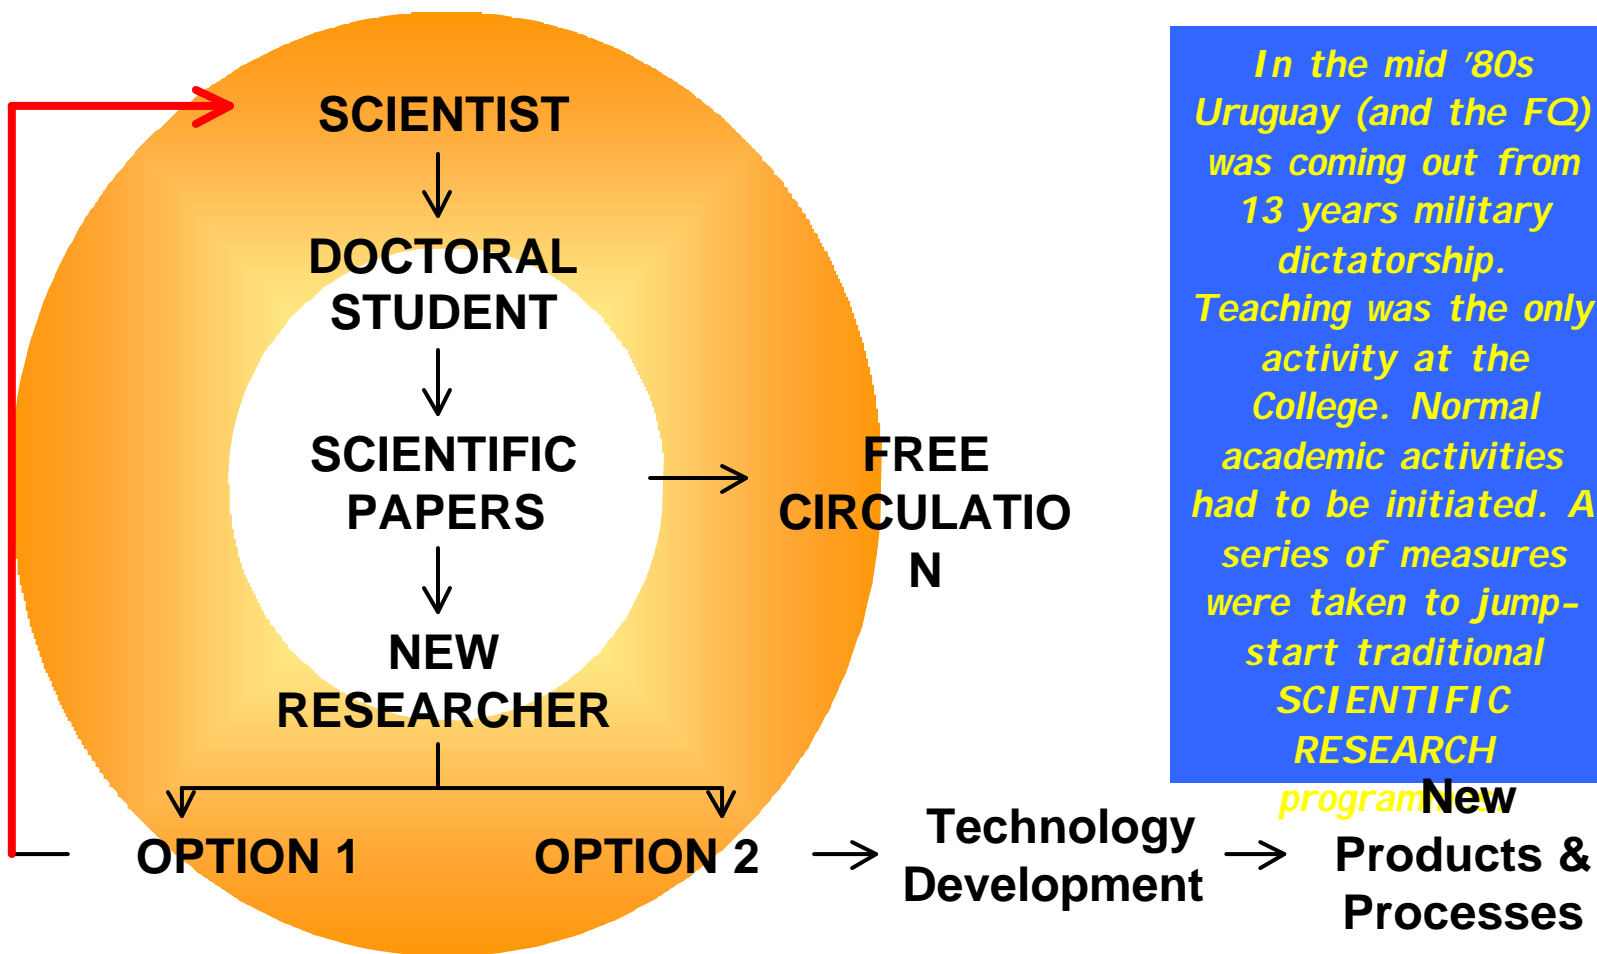 SCIENTIST
DOCTORAL
STUDENT
SCIENTIFIC
PAPERS
FREE
CIRCULATIO
N
NEW
RESEARCHER
OPTION 1
OPTION 2
Technology
Development
New
Products &
Processes
In the mid '80s
Uruguay (and the FQ)
was coming out from
13 years military
dictatorship.
Teaching was the only
activity at the
College. Normal
academic activities
had to be initiated. A
series of measures
were taken to jump-
start traditional
SCIENTIFIC
RESEARCH